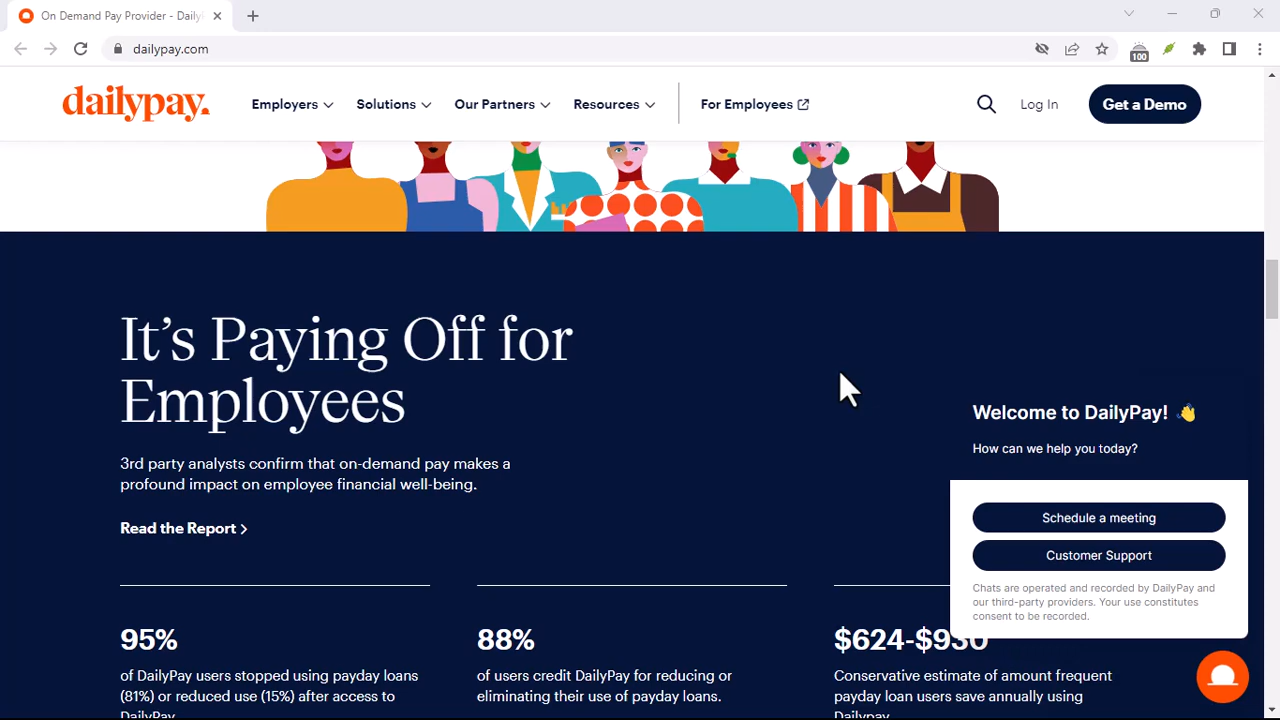 On Demand Pay Provider - Daily
dailypay.com
100
dailypay.
Employers
Solutions
Our Partners
Resources
For Employees
Log In
Get a Demo
It's Paying Off for
Employees
3rd party analysts confirm that on-demand pay makes a
profound impact on employee financial well-being.
Read the Report
Welcome to DailyPay! 👋
How can we help you today?
Schedule a meeting
Customer Support
Chats are operated and recorded by DailyPay and
our third-party providers. Your use constitutes
consent to be recorded.
95%
of DailyPay users stopped using payday loans
(81%) or reduced use (15%) after access to
DailyPay
88%
of users credit DailyPay for reducing or
eliminating their use of payday loans.
$624-$930
Conservative estimate of amount frequent
payday loan users save annually using
Dailypay